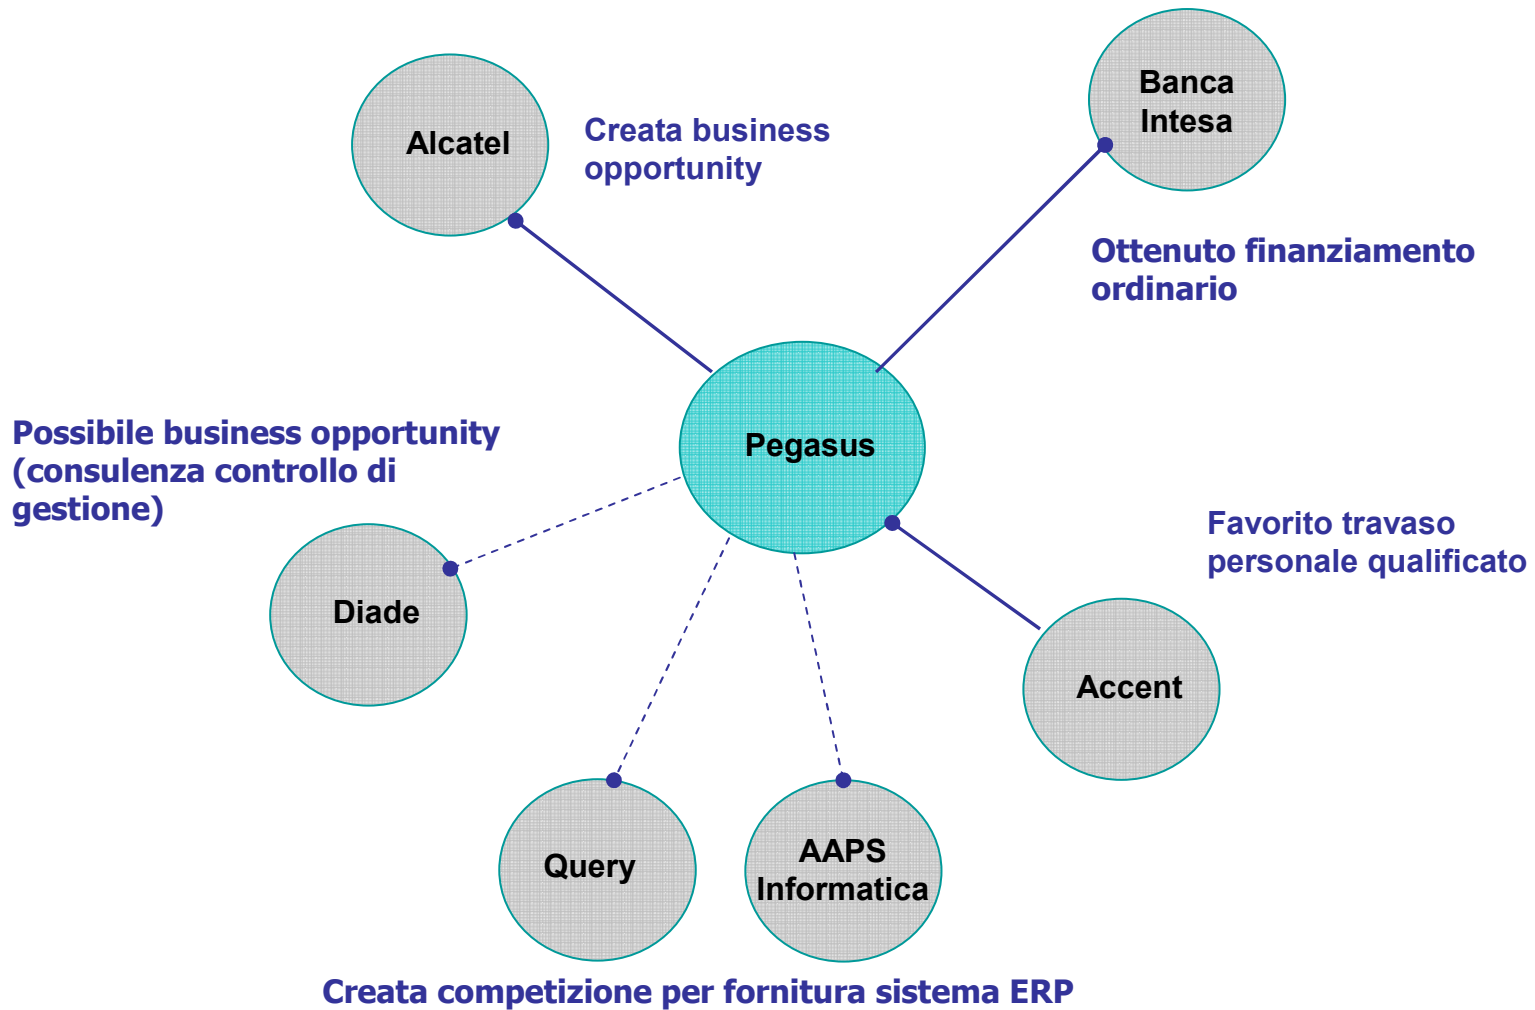 Banca
Intesa
Alcatel
Creata business
opportunity
Ottenuto finanziamento
ordinario
Pegasus
Possibile business opportunity
(consulenza controllo di
gestione)
Favorito travaso
personale qualificato
Diade
Accent
Query
AAPS
Informatica
Creata competizione per fornitura sistema ERP